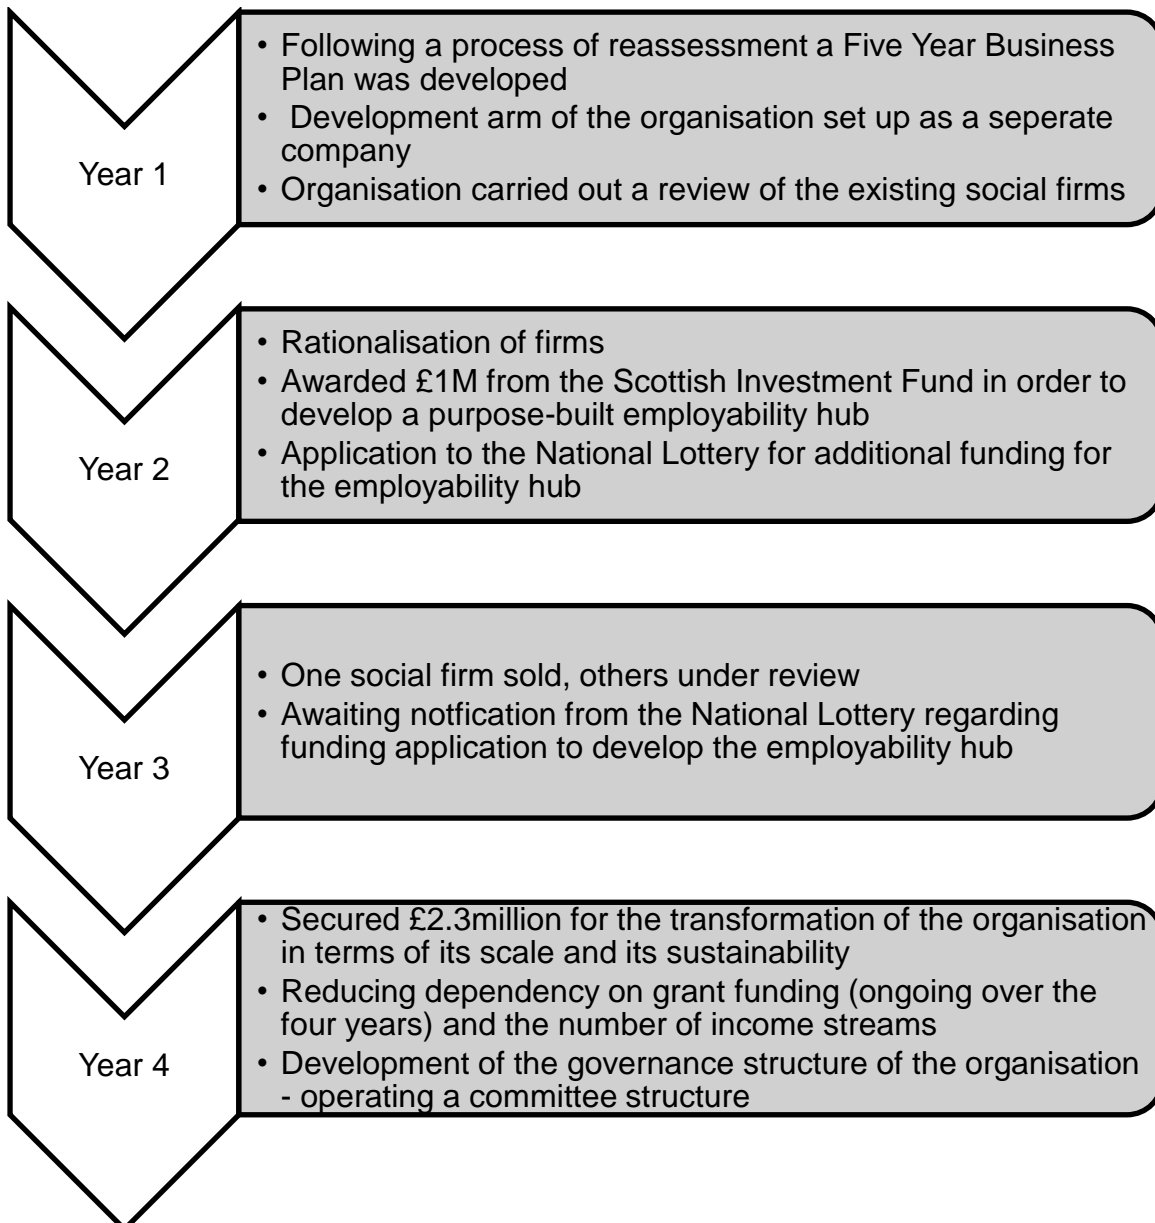 Year 1
• Following a process of reassessment a Five Year Business
Plan was developed
• Development arm of the organisation set up as a seperate
company
• Organisation carried out a review of the existing social firms
Year 2
• Rationalisation of firms
• Awarded £1M from the Scottish Investment Fund in order to
develop a purpose-built employability hub
• Application to the National Lottery for additional funding for
the employability hub
Year 3
• One social firm sold, others under review
• Awaiting notfication from the National Lottery regarding
funding application to develop the employability hub
Year 4
• Secured £2.3million for the transformation of the organisation
in terms of its scale and its sustainability
• Reducing dependency on grant funding (ongoing over the
four years) and the number of income streams
• Development of the governance structure of the organisation
- operating a committee structure